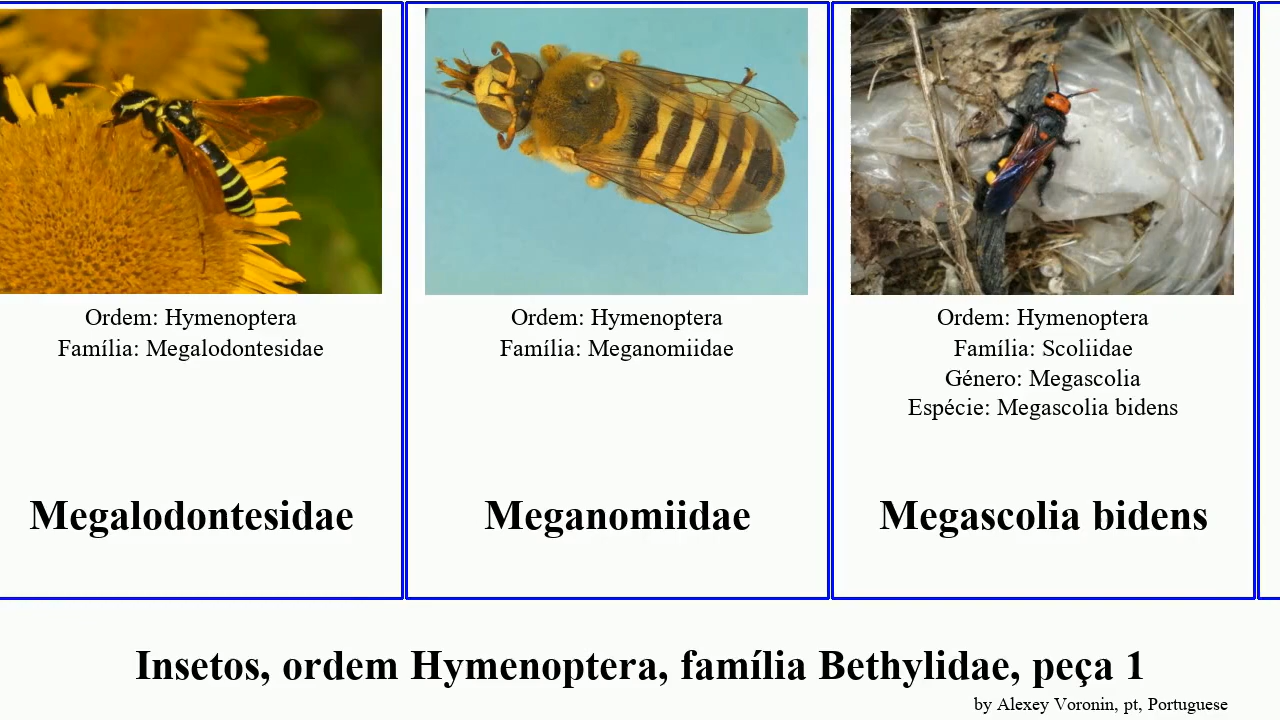 Ordem: Hymenoptera
Família: Megalodontesidae
Megalodontesidae
Ordem: Hymenoptera
Família: Meganomiidae
Meganomiidae
Ordem: Hymenoptera
Família: Scoliidae
Género: Megascolia
Espécie: Megascolia bidens
Megascolia bidens
Insetos, ordem Hymenoptera, família Bethylidae, peça 1
by Alexey Voronin, pt, Portuguese